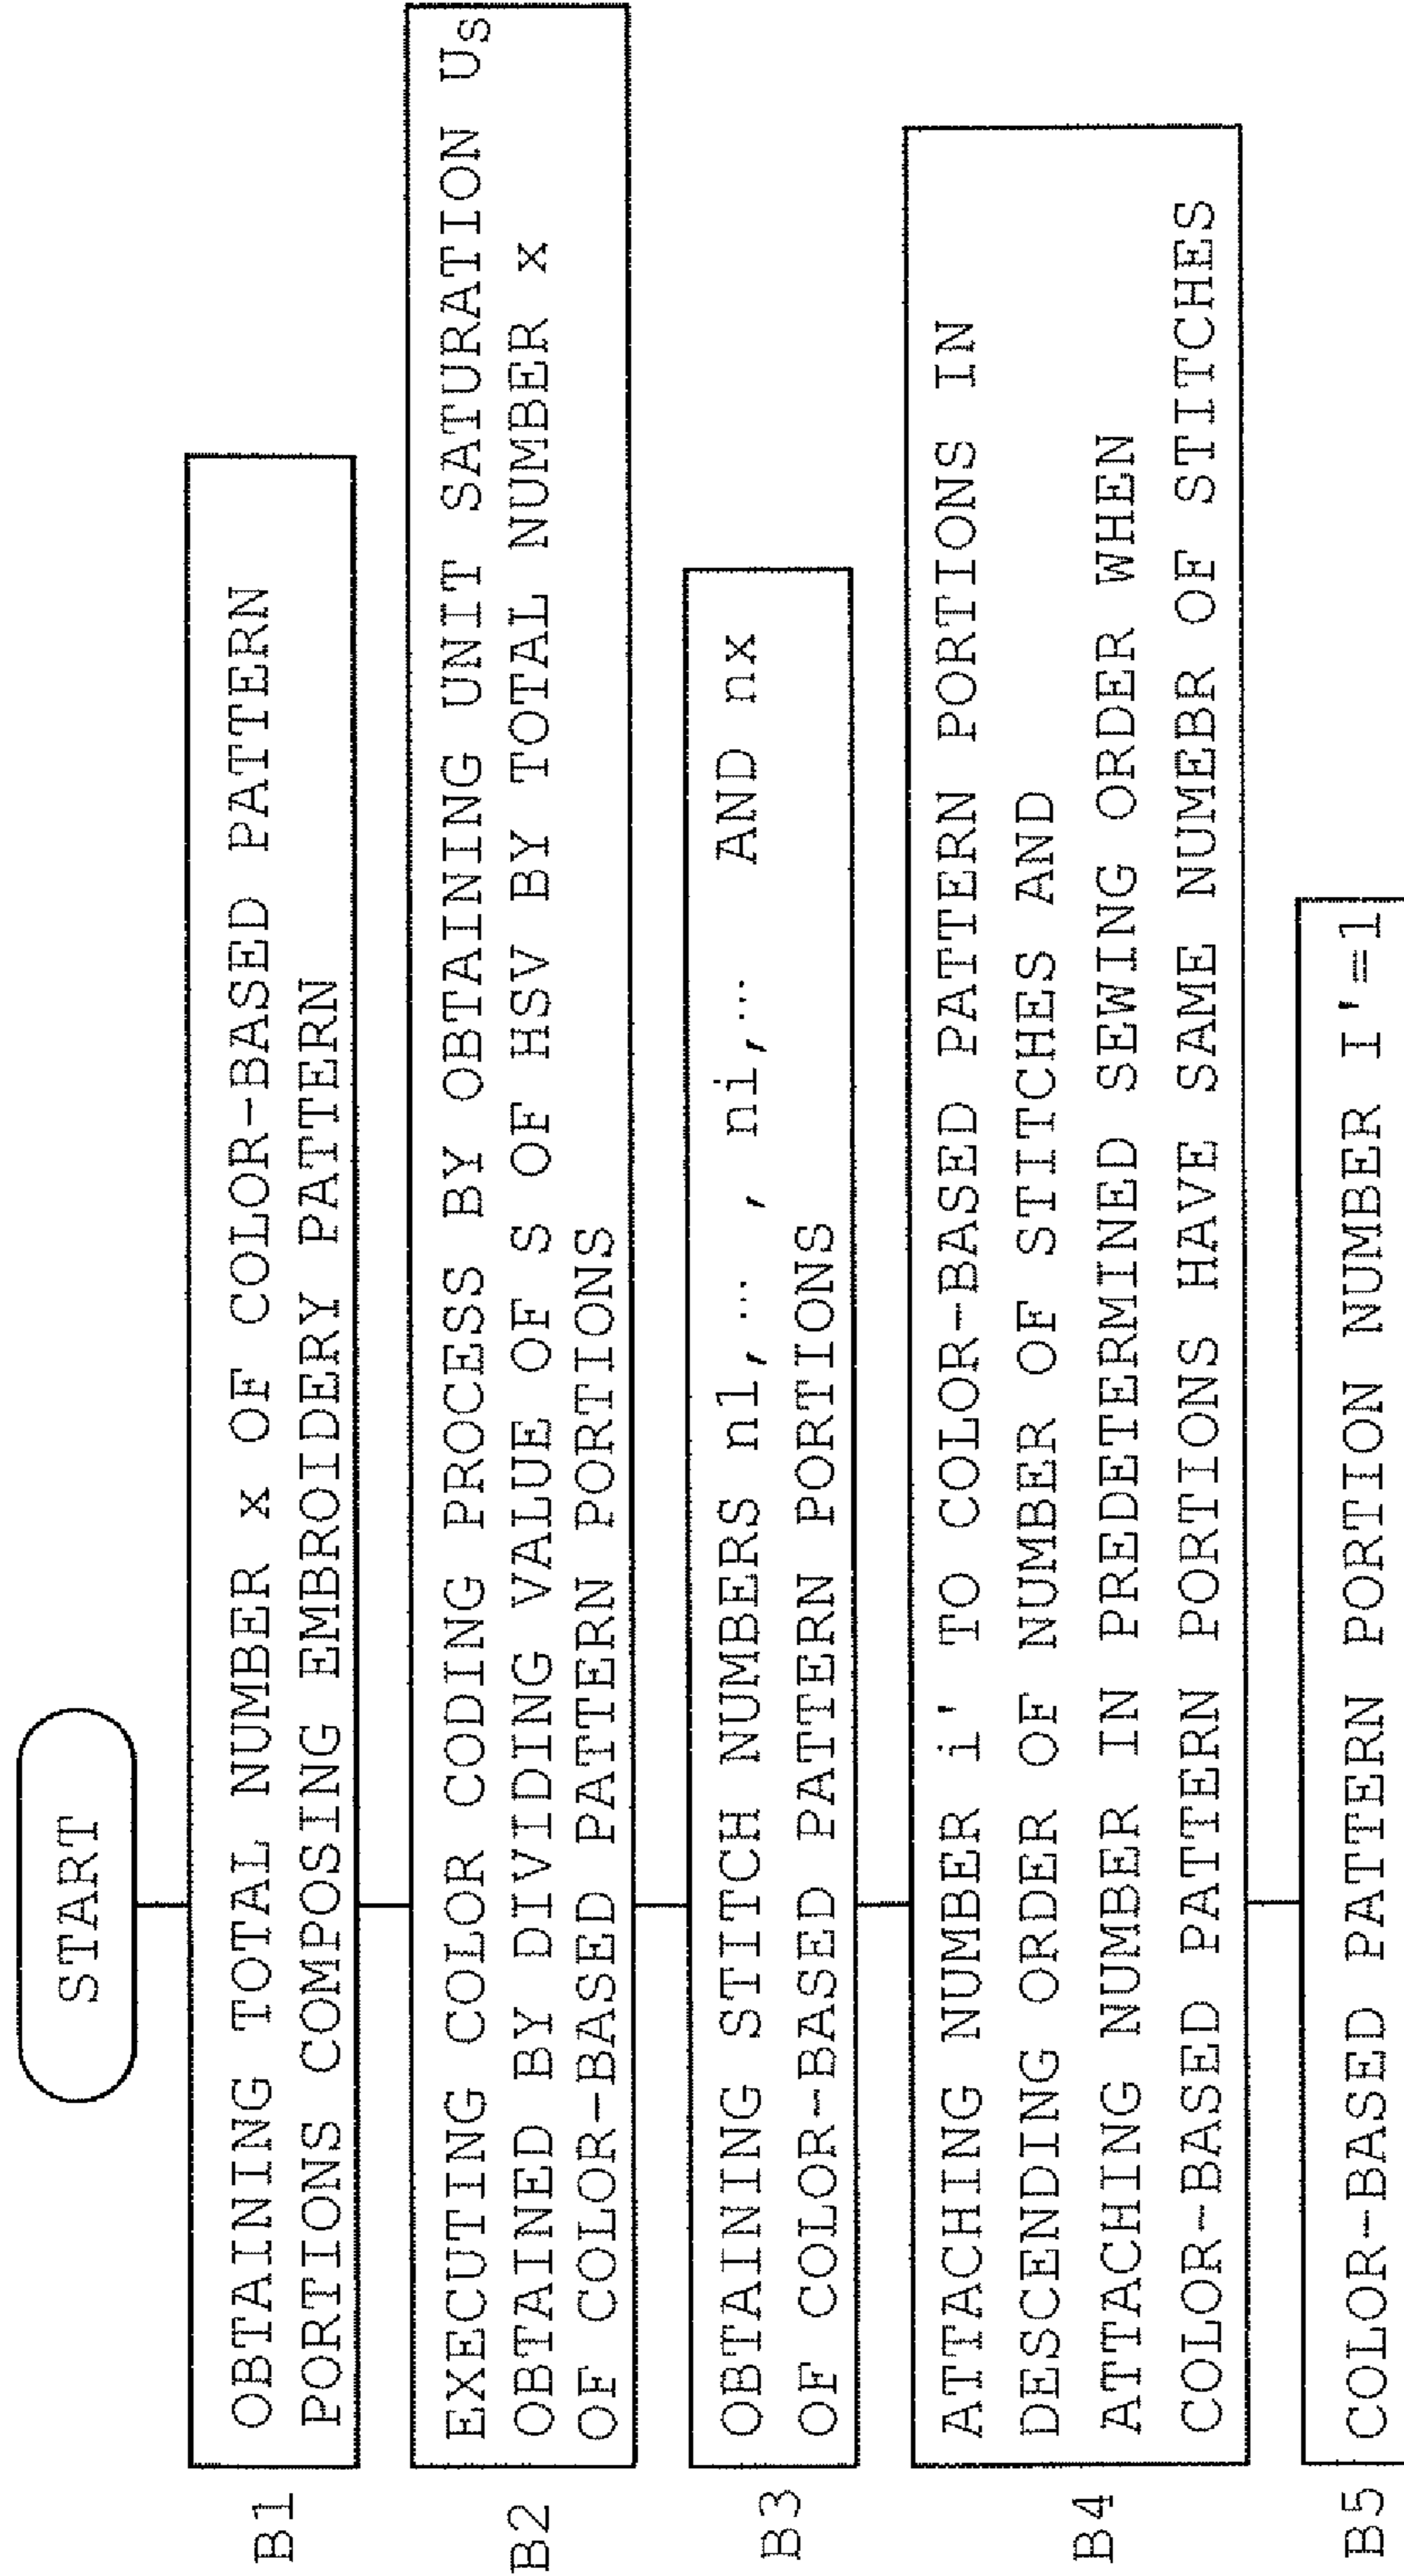 START
B1
OBTAINING TOTAL NUMBER x OF COLOR-BASED PATTERN
PORTIONS COMPOSING EMBROIDERY PATTERN
B2
EXECUTING COLOR CODING PROCESS BY OBTAINING UNIT SATURATION Us
OBTAINED BY DIVIDING VALUE OF S OF HSV BY TOTAL NUMBER x
OF COLOR-BASED PATTERN PORTIONS
B3
OBTAINING STITCH NUMBERS n1,… , ni,… AND nx
OF COLOR-BASED PATTERN PORTIONS
B4
ATTACHING NUMBER i' TO COLOR-BASED PATTERN PORTIONS IN
DESCENDING ORDER OF NUMBER OF STITCHES AND
ATTACHING NUMBER IN PREDETERMINED SEWING ORDER WHEN
COLOR-BASED PATTERN PORTIONS HAVE SAME NUMEBR OF STITCHES
B5
COLOR-BASED PATTERN PORTION NUMBER I'=1